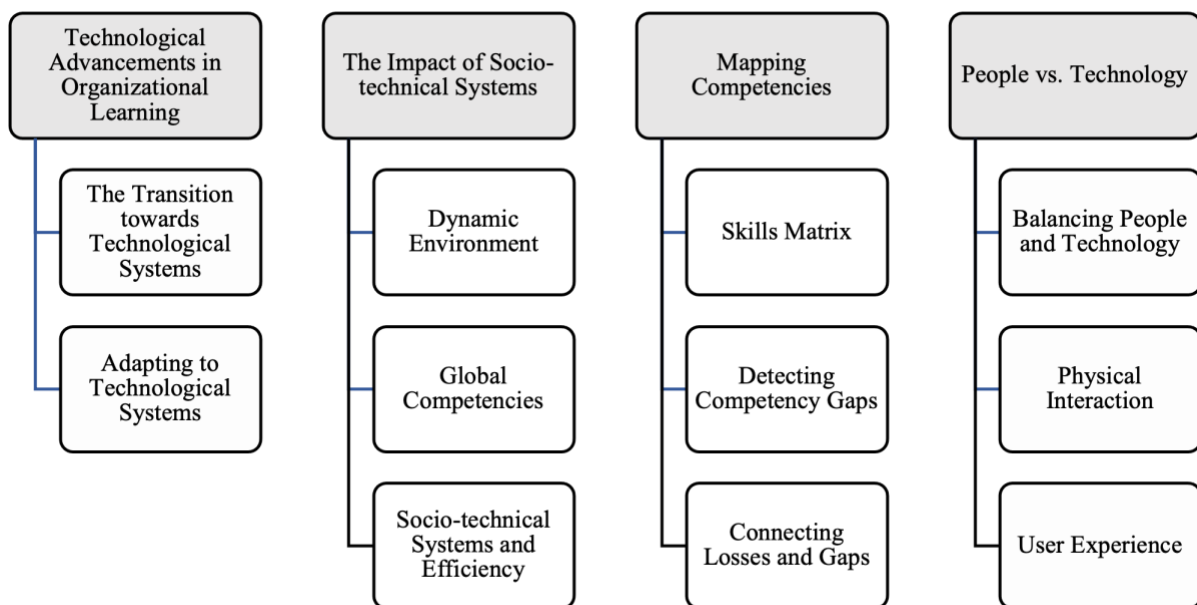 Technological
Advancements in
Organizational
Learning
The Transition
towards
Technological
Systems
Adapting to
Technological
Systems
The Impact of Socio-
technical Systems
Dynamic
Environment
Global
Competencies
Socio-technical
Systems and
Efficiency
Mapping
Competencies
Skills Matrix
Detecting
Competency Gaps
Connecting
Losses and Gaps
People vs. Technology
Balancing People
and Technology
Physical
Interaction
User Experience